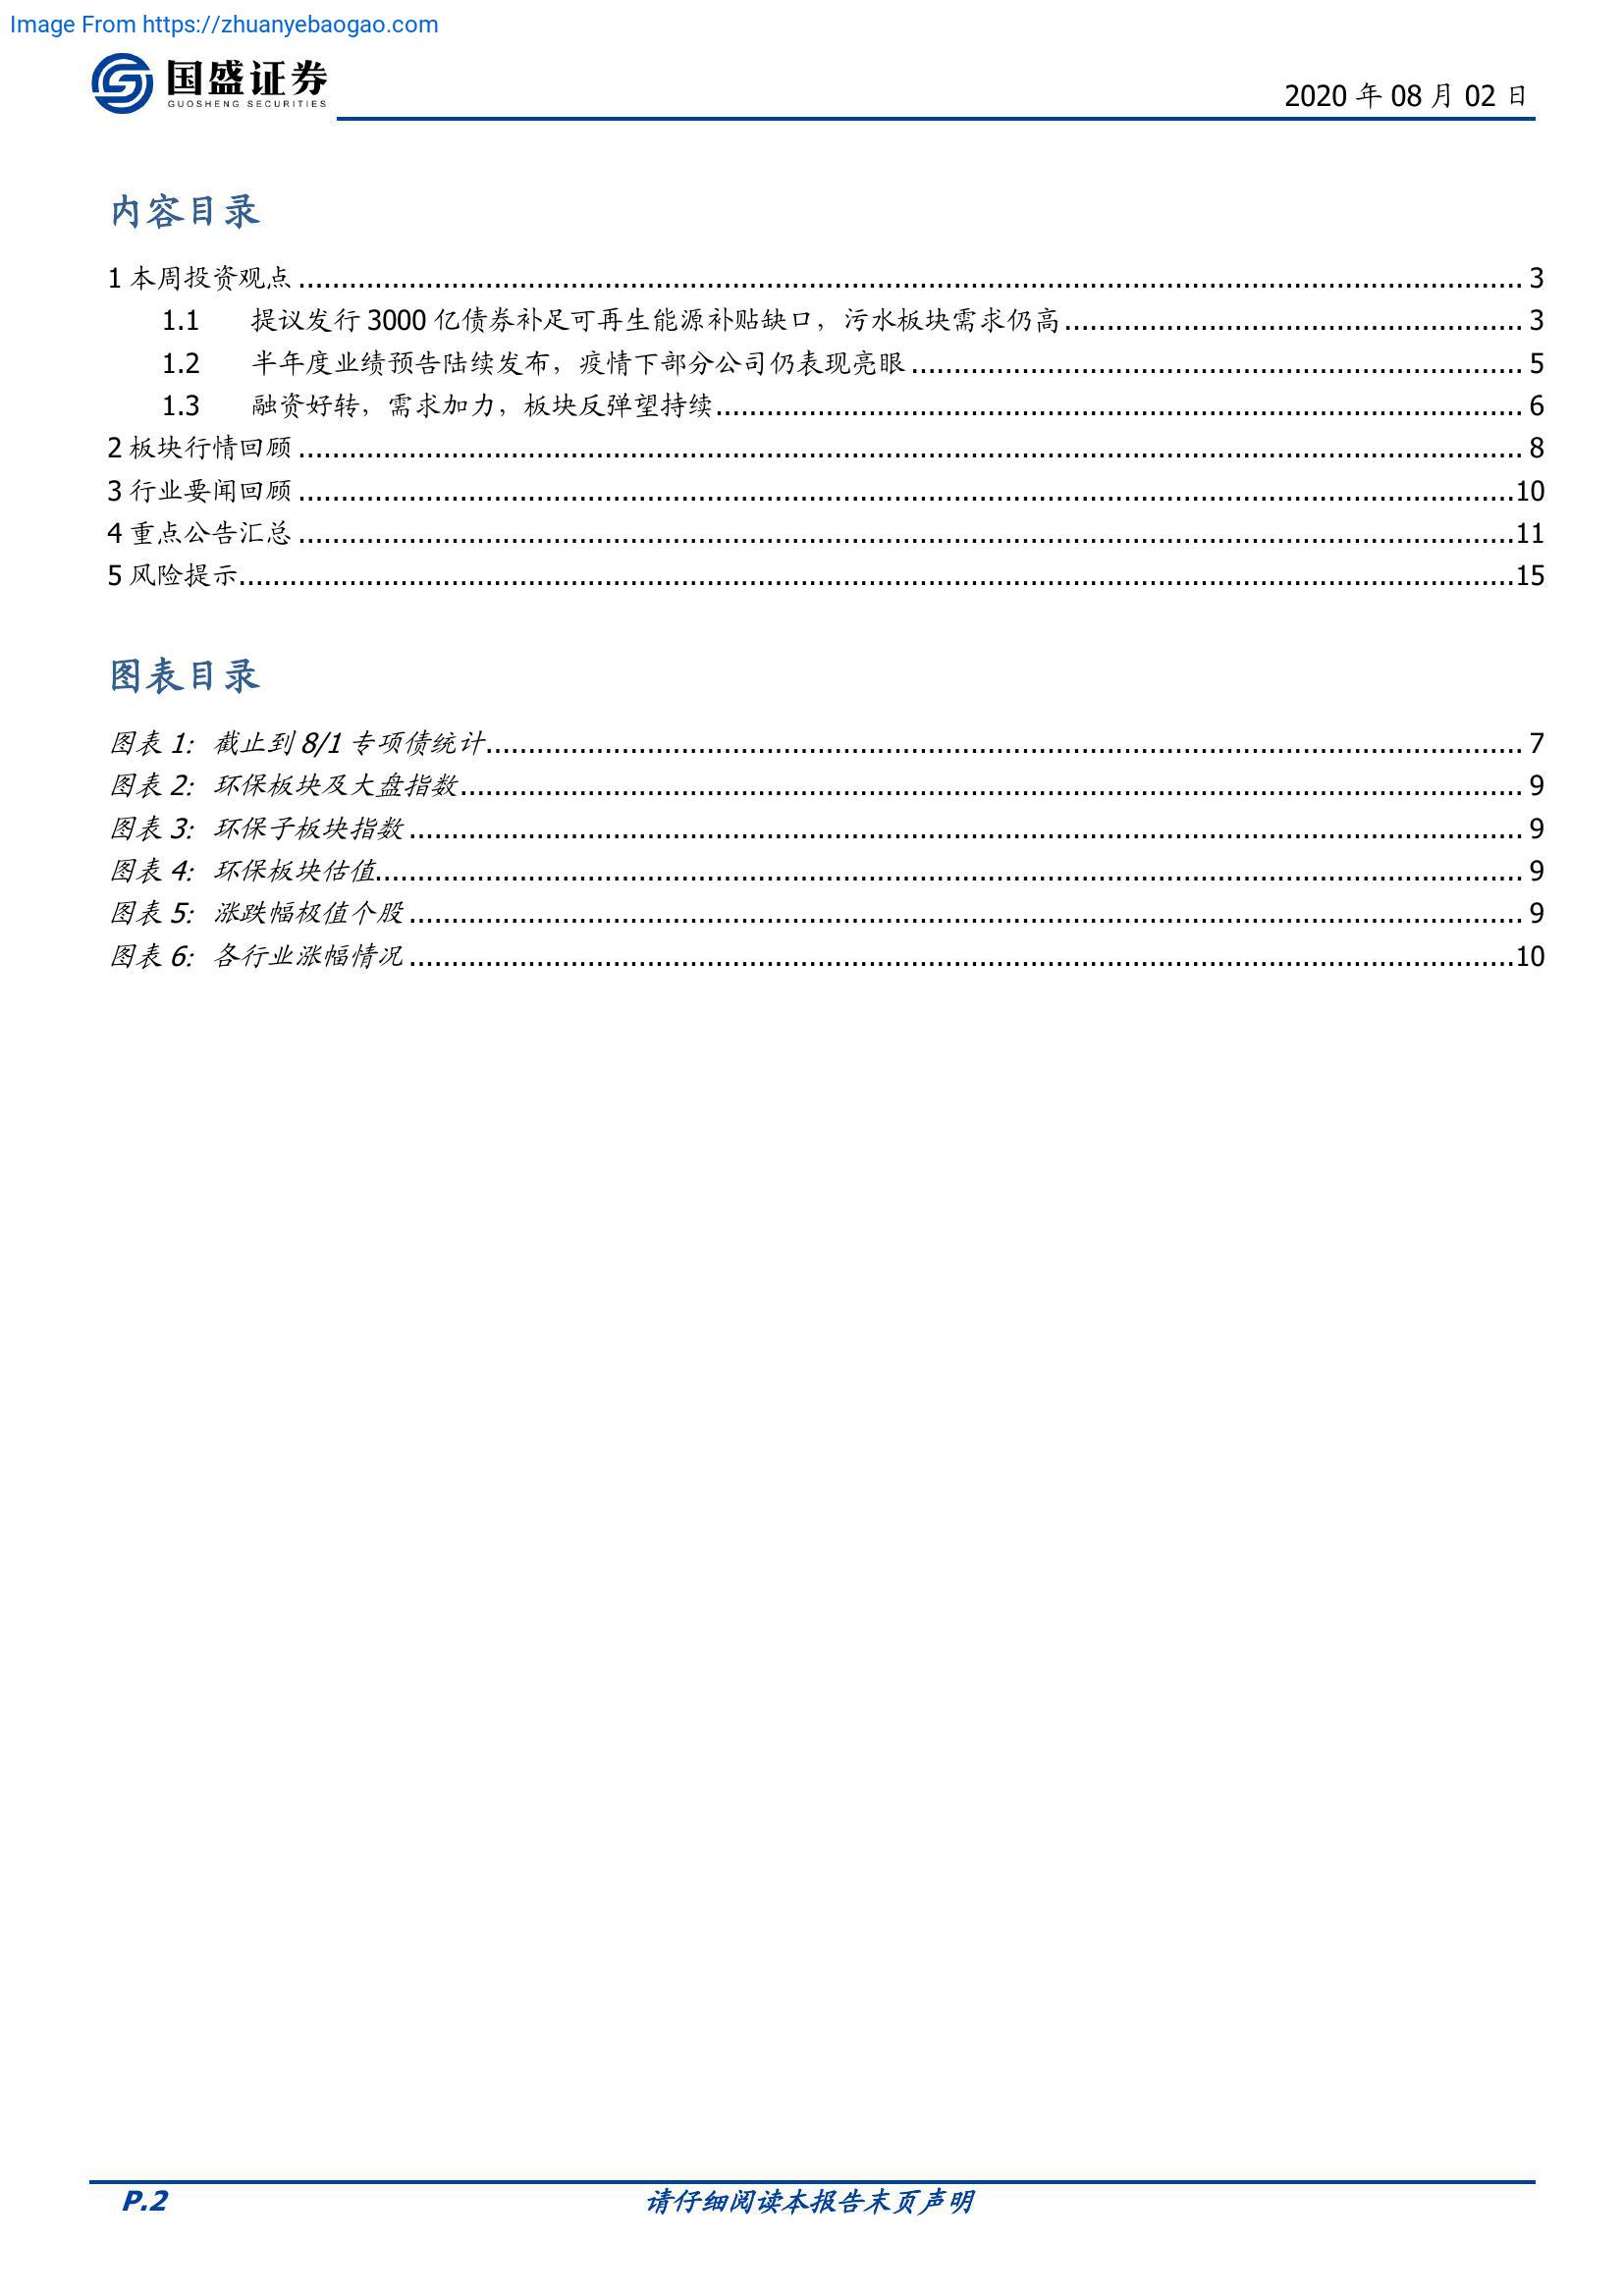 Image From https://zhuanyebaogao.com
国盛证券
GUOSHENG SECURITIES
2020 年 08 月 02 日
内容目录
1 本周投资观点 ........ 3
1.1 提议发行 3000 亿债券补足可再生能源补贴缺口，污水板块需求仍高 ........ 3
1.2 半年度业绩预告陆续发布，疫情下部分公司仍表现亮眼 ........ 5
1.3 融资好转，需求加力，板块反弹望持续 ........ 6
2 板块行情回顾 ........ 8
3 行业要闻回顾 ........ 10
4 重点公告汇总 ........ 11
5 风险提示 ........ 15
图表目录
图表 1: 截止到 8/1 专项债统计 ........ 7
图表 2: 环保板块及大盘指数 ........ 9
图表 3: 环保子板块指数 ........ 9
图表 4: 环保板块估值 ........ 9
图表 5: 涨跌幅极值个股 ........ 9
图表 6: 各行业涨幅情况 ........ 10
P.2
请仔细阅读本报告末页声明